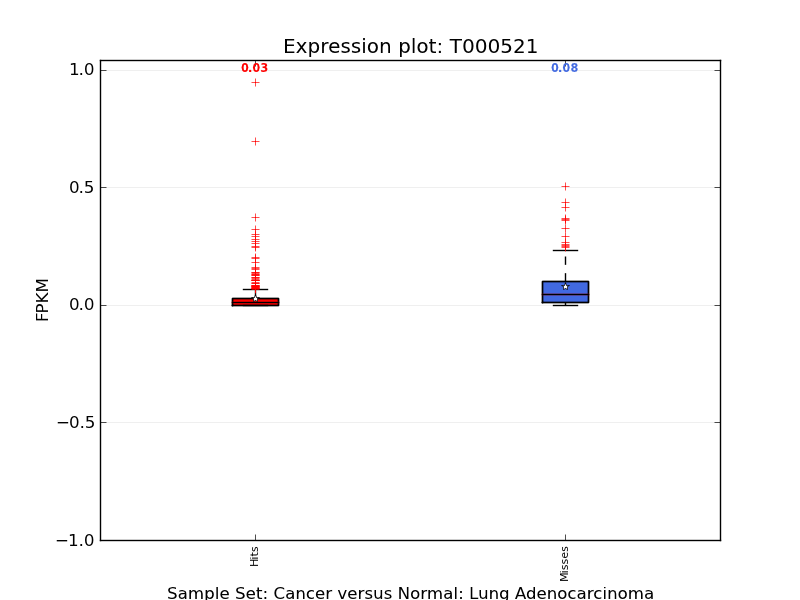 Expression plot: T000521
0.03
0.08
1.0
0.5
0.0
−0.5
−1.0
FPKM
Hits
Misses
Sample Set: Cancer versus Normal: Lung Adenocarcinoma